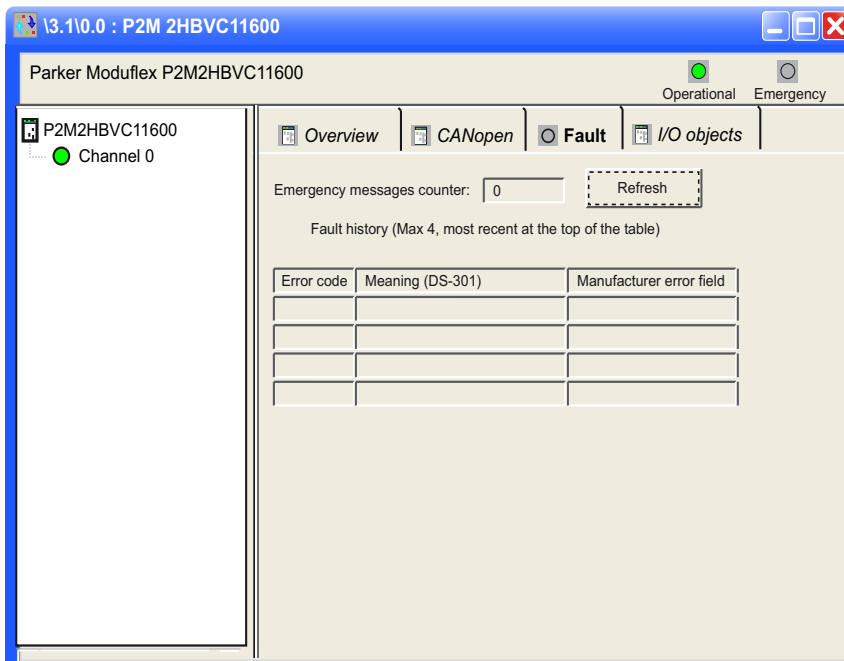 \3.1\0.0 : P2M 2HBVC11600
Parker Moduflex P2M2HBVC11600
Operational Emergency
P2M2HBVC11600
Channel 0
Overview CANopen Fault I/O objects
Emergency messages counter: 0 Refresh
Fault history (Max 4, most recent at the top of the table)
Error code Meaning (DS-301) Manufacturer error field